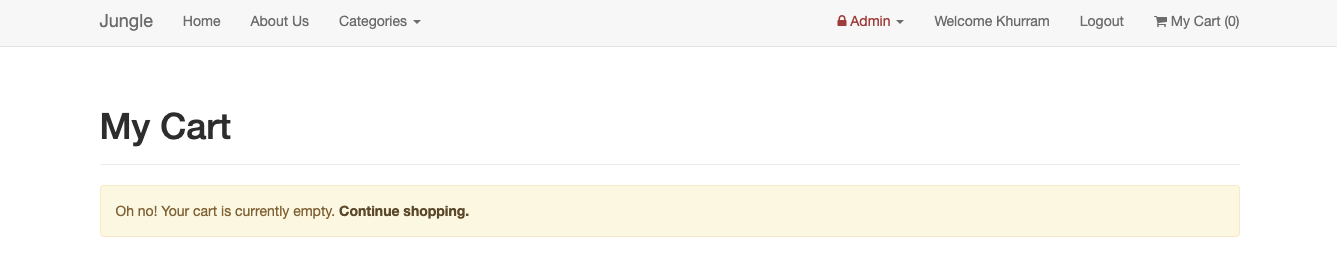 Jungle Home About Us Categories Admin Welcome Khurram Logout My Cart (0)
My Cart
Oh no! Your cart is currently empty. Continue shopping.